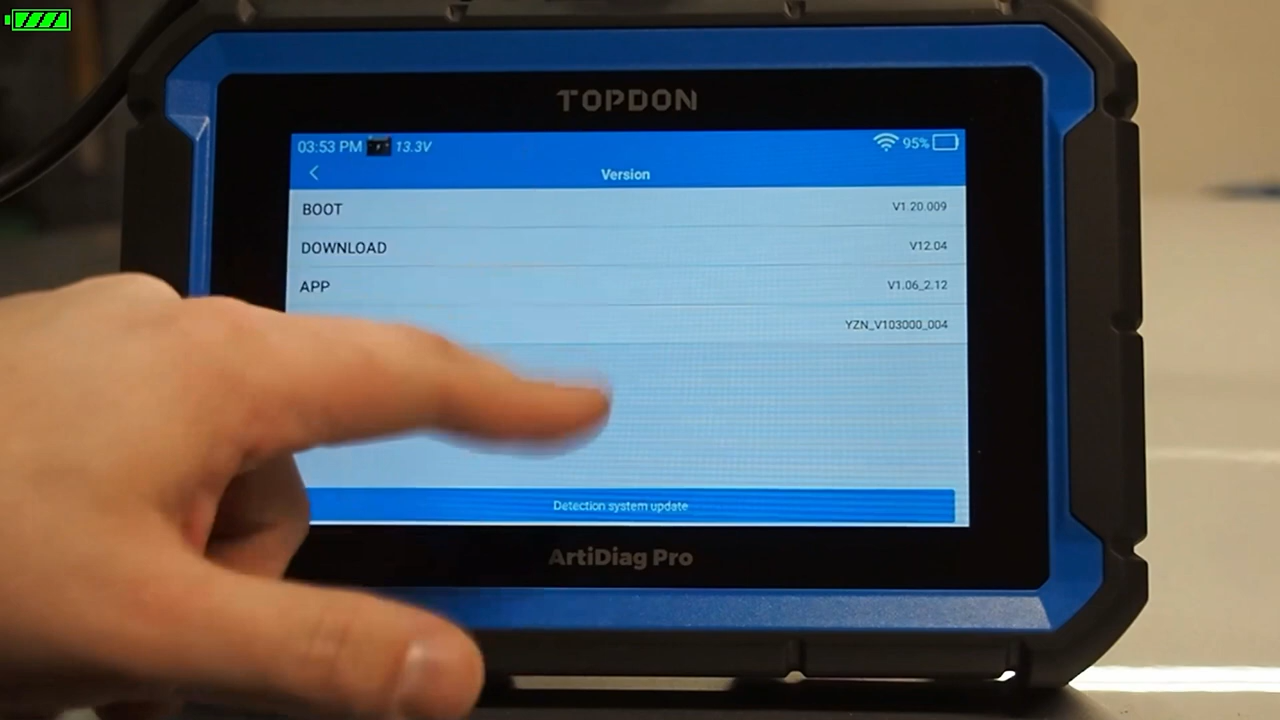 TOPDON
03:53 PM 13.3V 95%
Version
BOOT V1.20.009
DOWNLOAD V12.04
APP V1.06_2.12
YZN_V103000_004
Detection system update
ArtiDiag Pro